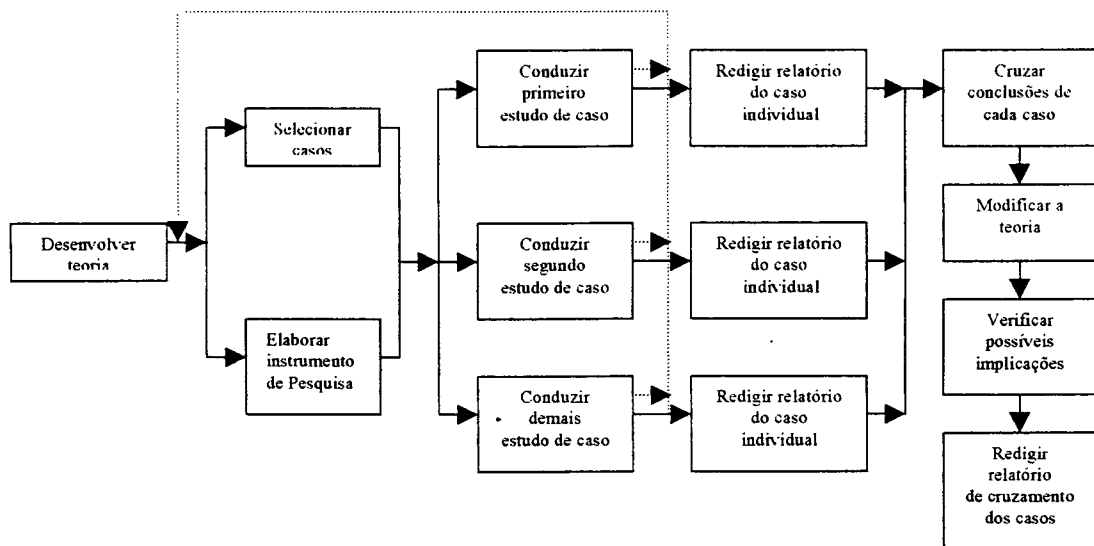 Desenvolver
teoria
Selecionar
casos
Elaborar
instrumento
de Pesquisa
Conduzir
primeiro
estudo de caso
Conduzir
segundo
estudo de caso
Conduzir
demais
estudo de caso
Redigir relatório
do caso
individual
Redigir relatório
do caso
individual
Redigir relatório
do caso
individual
Cruzar
conclusões de
cada caso
Modificar a
teoria
Verificar
possíveis
implicações
Redigir
relatório
de cruzamento
dos casos